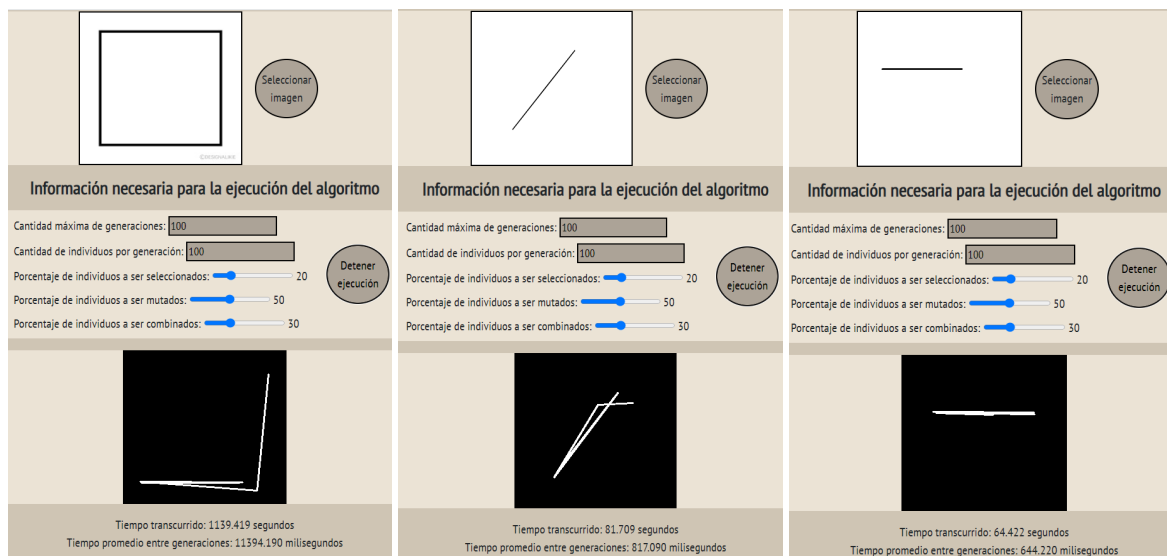 Seleccionar
imagen
©DESIGNALIKIE
Información necesaria para la ejecución del algoritmo
Cantidad máxima de generaciones: 100
Cantidad de individuos por generación: 100
Porcentaje de individuos a ser seleccionados: 20
Porcentaje de individuos a ser mutados: 50
Porcentaje de individuos a ser combinados: 30
Detener
ejecución
Tiempo transcurrido: 1139.419 segundos
Tiempo promedio entre generaciones: 11394.190 milisegundos
Seleccionar
imagen
Información necesaria para la ejecución del algoritmo
Cantidad máxima de generaciones: 100
Cantidad de individuos por generación: 100
Porcentaje de individuos a ser seleccionados: 20
Porcentaje de individuos a ser mutados: 50
Porcentaje de individuos a ser combinados: 30
Detener
ejecución
Tiempo transcurrido: 81.709 segundos
Tiempo promedio entre generaciones: 817.090 milisegundos
Seleccionar
imagen
Información necesaria para la ejecución del algoritmo
Cantidad máxima de generaciones: 100
Cantidad de individuos por generación: 100
Porcentaje de individuos a ser seleccionados: 20
Porcentaje de individuos a ser mutados: 50
Porcentaje de individuos a ser combinados: 30
Detener
ejecución
Tiempo transcurrido: 64.422 segundos
Tiempo promedio entre generaciones: 644.220 milisegundos